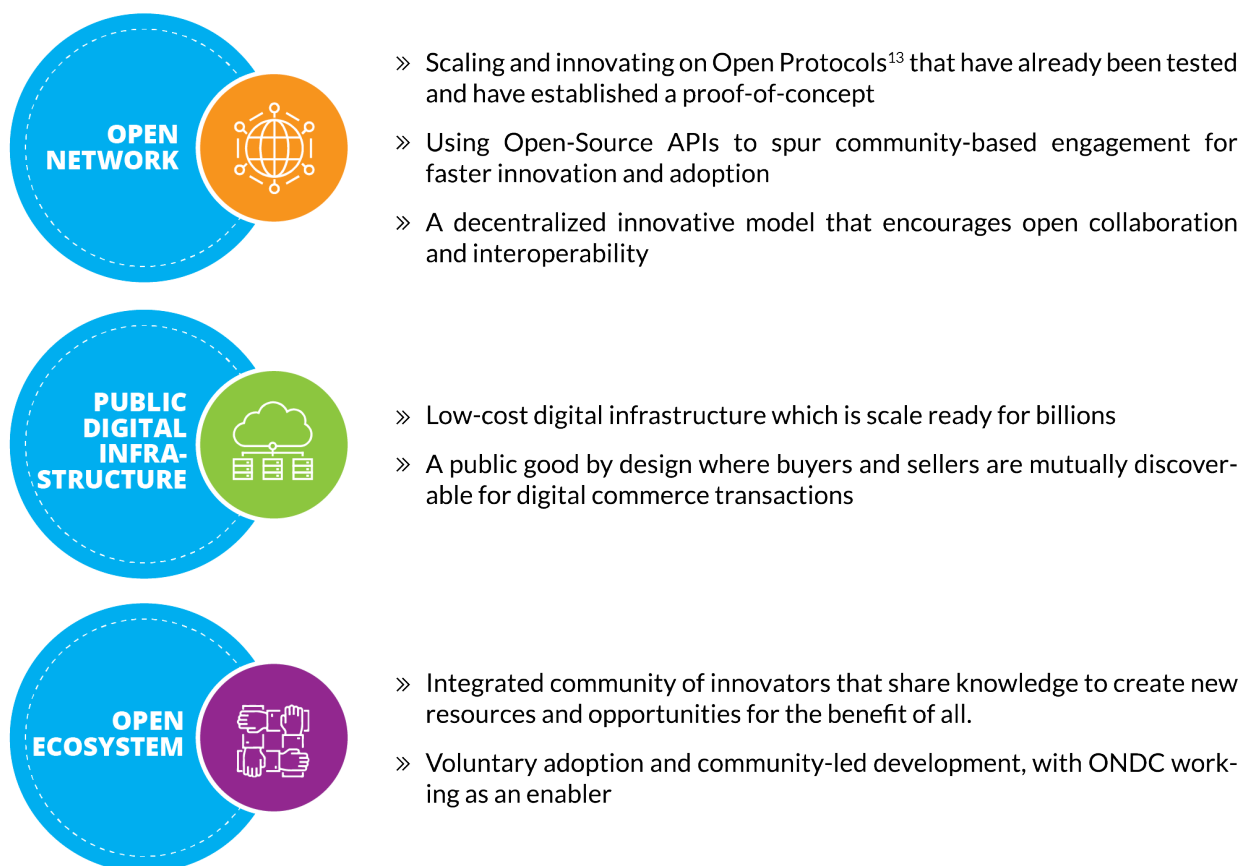 OPEN
NETWORK
» Scaling and innovating on Open Protocols¹³ that have already been tested
and have established a proof-of-concept
» Using Open-Source APIs to spur community-based engagement for
faster innovation and adoption
» A decentralized innovative model that encourages open collaboration
and interoperability
PUBLIC
DIGITAL
INFRA-
STRUCTURE
» Low-cost digital infrastructure which is scale ready for billions
» A public good by design where buyers and sellers are mutually discover-
able for digital commerce transactions
OPEN
ECOSYSTEM
» Integrated community of innovators that share knowledge to create new
resources and opportunities for the benefit of all.
» Voluntary adoption and community-led development, with ONDC work-
ing as an enabler